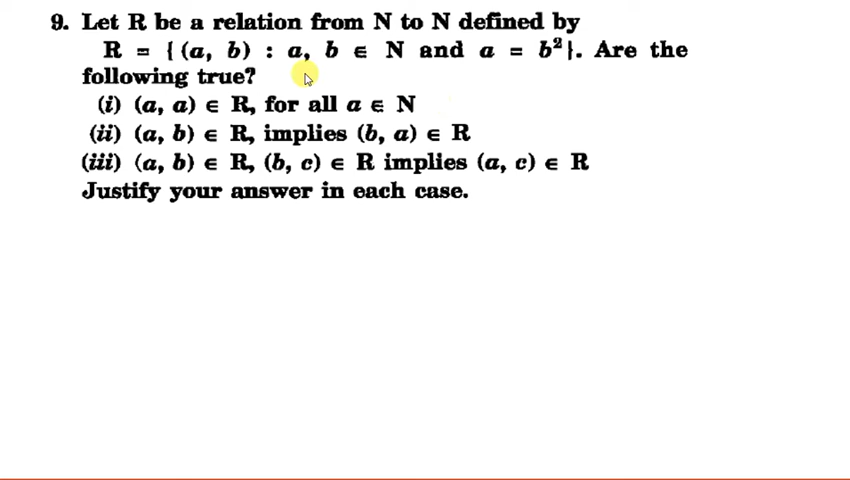 9. Let R be a relation from N to N defined by
R = {(a, b) : a, b ∈ N and a = b²}. Are the
following true?
(i) (a, a) ∈ R, for all a ∈ N
(ii) (a, b) ∈ R, implies (b, a) ∈ R
(iii) (a, b) ∈ R, (b, c) ∈ R implies (a, c) ∈ R
Justify your answer in each case.